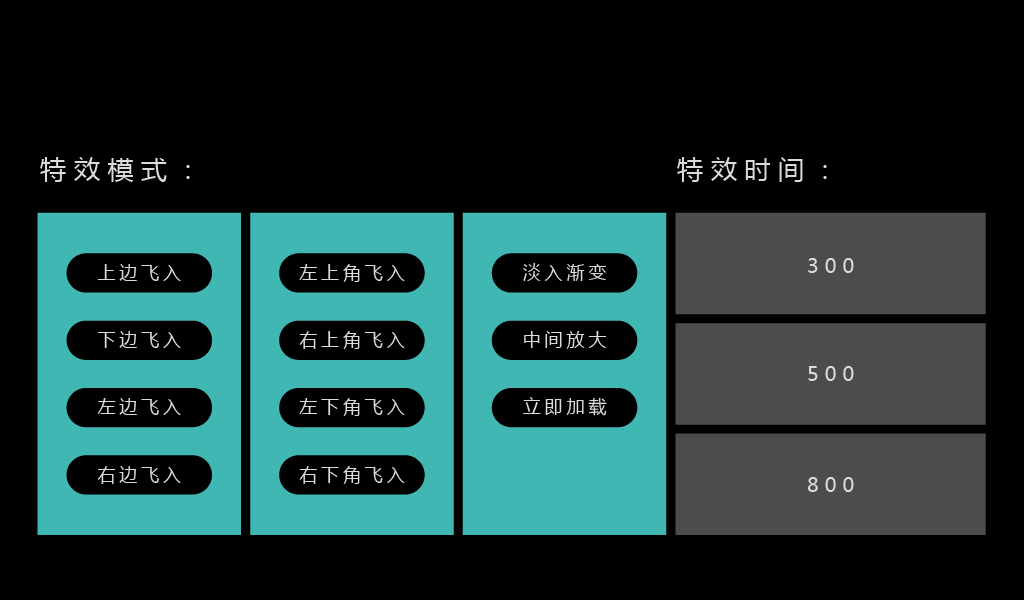 特效模式：
上边飞入
下边飞入
左边飞入
右边飞入
左上角飞入
右上角飞入
左下角飞入
右下角飞入
淡入渐变
中间放大
立即加载
特效时间：
300
500
800